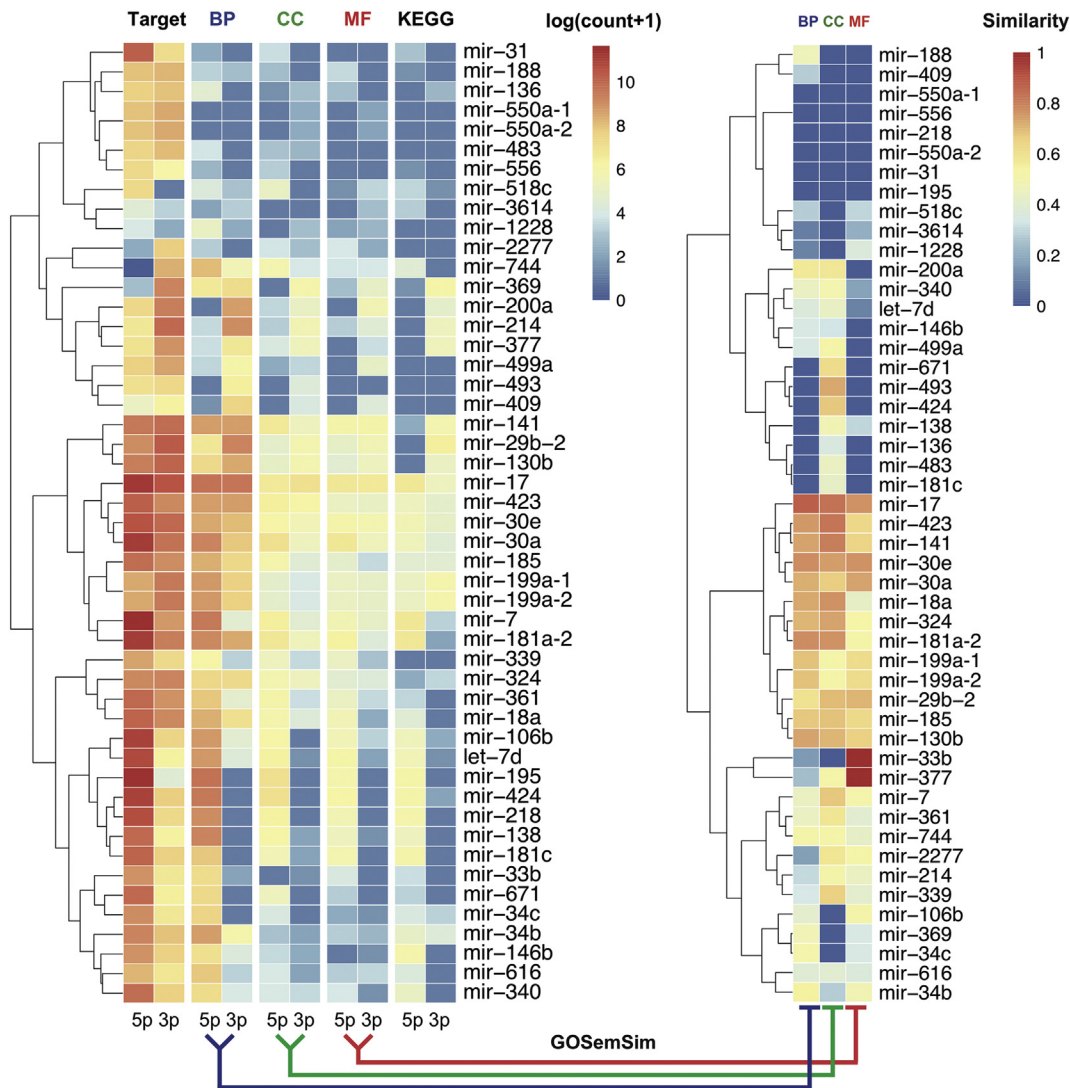 Target BP CC MF KEGG
log(count+1)
10
8
6
4
2
0
mir-31
mir-188
mir-136
mir-550a-1
mir-550a-2
mir-483
mir-556
mir-518c
mir-3614
mir-1228
mir-2277
mir-744
mir-369
mir-200a
mir-214
mir-377
mir-499a
mir-493
mir-409
mir-141
mir-29b-2
mir-130b
mir-17
mir-423
mir-30e
mir-30a
mir-185
mir-199a-1
mir-199a-2
mir-7
mir-181a-2
mir-339
mir-324
mir-361
mir-18a
mir-106b
let-7d
mir-195
mir-424
mir-218
mir-138
mir-181c
mir-33b
mir-671
mir-34c
mir-34b
mir-146b
mir-616
mir-340
5p 3p 5p 3p 5p 3p 5p 3p 5p 3p
BP CC MF
Similarity
1
0.8
0.6
0.4
0.2
0
mir-188
mir-409
mir-550a-1
mir-556
mir-218
mir-550a-2
mir-31
mir-195
mir-518c
mir-3614
mir-1228
mir-200a
mir-340
let-7d
mir-146b
mir-499a
mir-671
mir-493
mir-424
mir-138
mir-136
mir-483
mir-181c
mir-17
mir-423
mir-141
mir-30e
mir-30a
mir-18a
mir-324
mir-181a-2
mir-199a-1
mir-199a-2
mir-29b-2
mir-185
mir-130b
mir-33b
mir-377
mir-7
mir-361
mir-744
mir-2277
mir-214
mir-339
mir-106b
mir-369
mir-34c
mir-616
mir-34b
GOSemSim